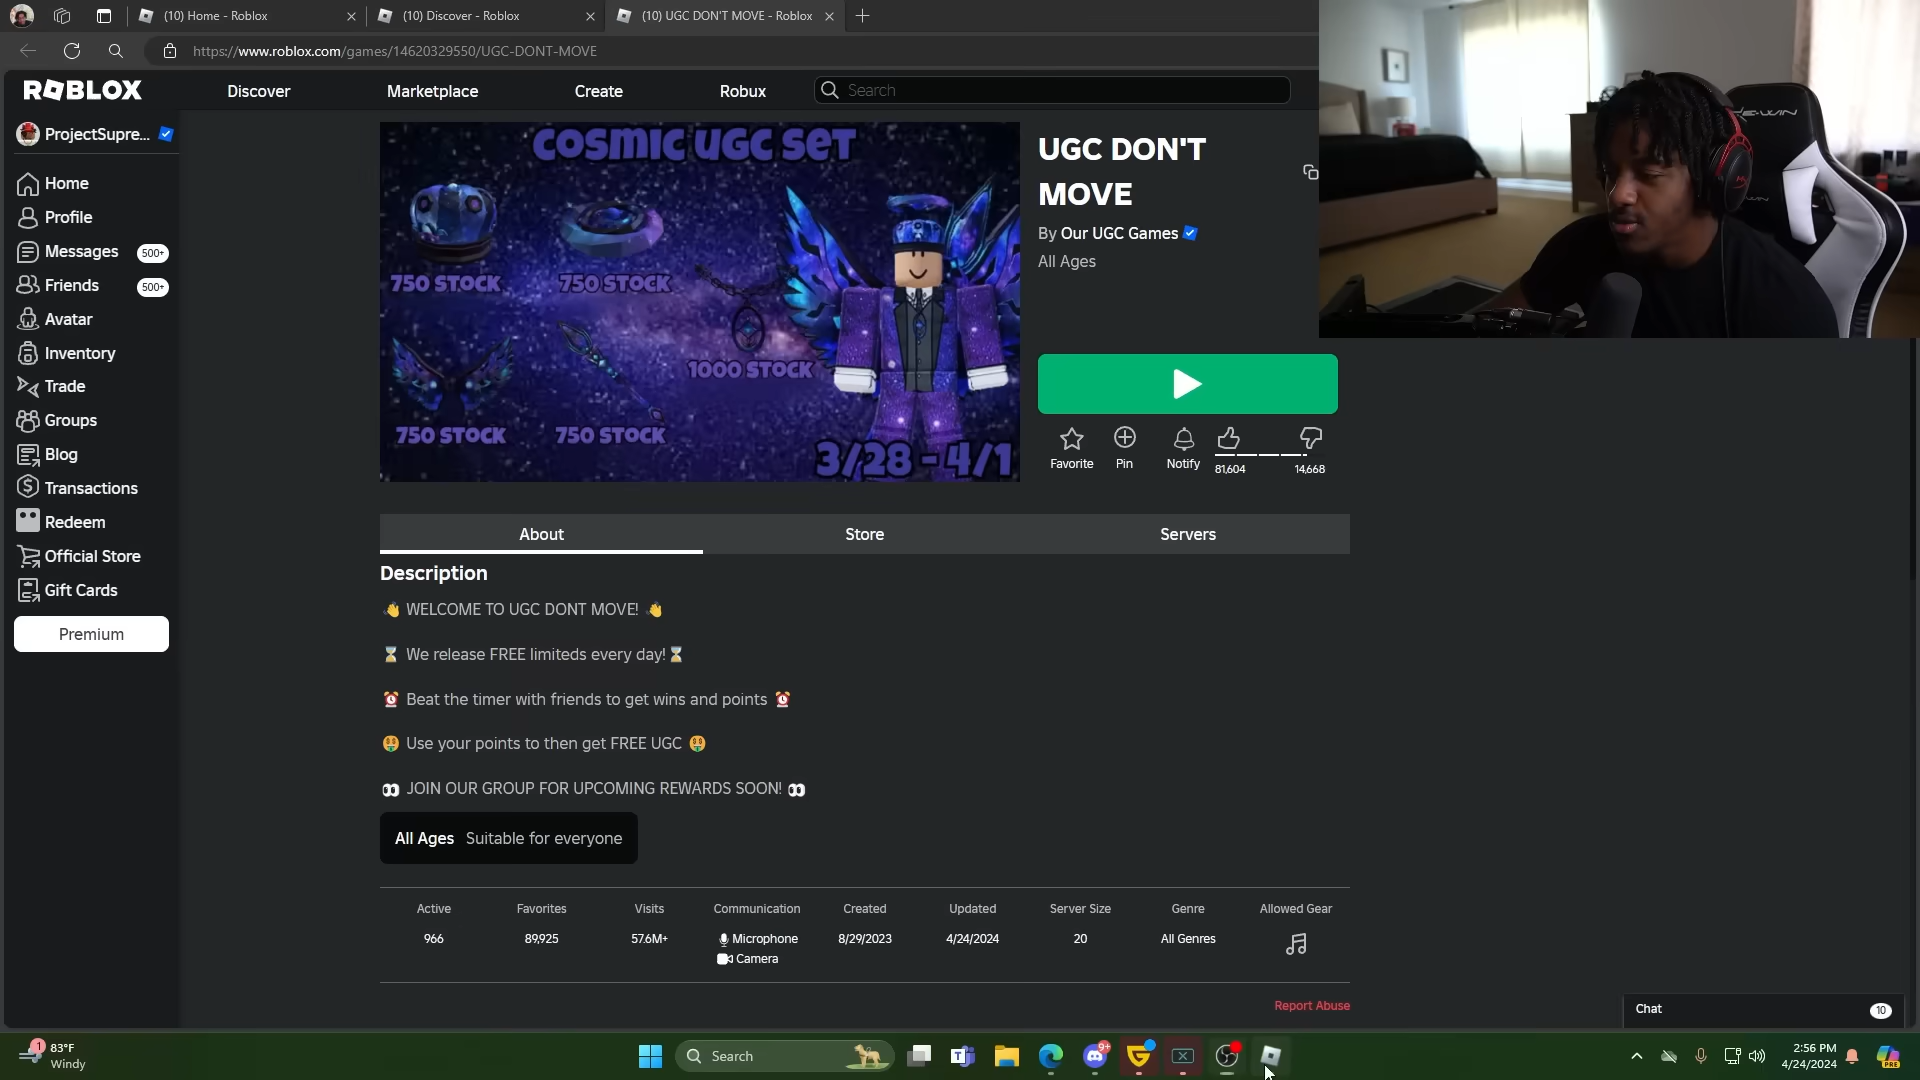 (10) Home - Roblox
(10) Discover - Roblox
(10) UGC DON'T MOVE - Roblox
https://www.roblox.com/games/14620329550/UGC-DONT-MOVE
ROBLOX
Discover
Marketplace
Create
Robux
Search
ProjectSupre...
Home
Profile
Messages 500+
Friends 500+
Avatar
Inventory
Trade
Groups
Blog
Transactions
Redeem
Official Store
Gift Cards
Premium
COSMIC UGC SET
750 STOCK
750 STOCK
1000 STOCK
750 STOCK
750 STOCK
3/28 - 4/1
UGC DON'T
MOVE
By Our UGC Games
All Ages
Favorite
Pin
Notify
81,604
14,668
About
Store
Servers
Description
👋 WELCOME TO UGC DONT MOVE! 👋
⌛ We release FREE limiteds every day!⌛
⏰ Beat the timer with friends to get wins and points ⏰
🤑 Use your points to then get FREE UGC 🤑
👀 JOIN OUR GROUP FOR UPCOMING REWARDS SOON! 👀
All Ages Suitable for everyone
Active Favorites Visits Communication Created Updated Server Size Genre Allowed Gear
966 89,925 57.6M+ Microphone 8/29/2023 4/24/2024 20 All Genres
Camera
Report Abuse
Chat 10
1
83°F
Windy
Search
9+
2:56 PM
4/24/2024
PRE